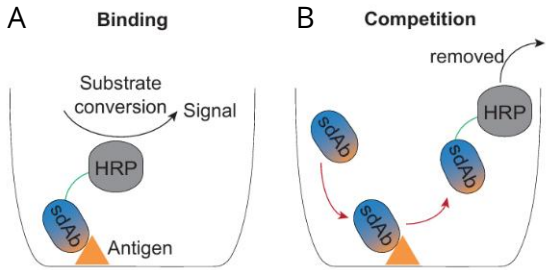 A
Binding
Substrate
conversion
Signal
HRP
sdAb
Antigen
B
Competition
removed
HRP
sdAb
sdAb
sdAb